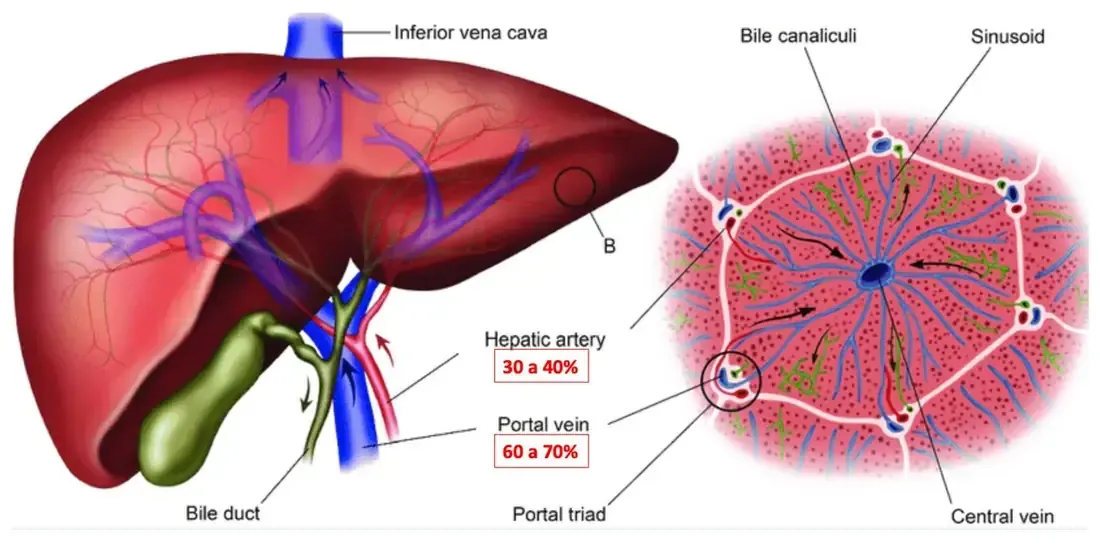 Inferior vena cava
B
Hepatic artery
30 a 40%
Portal vein
60 a 70%
Bile duct
Portal triad
Bile canaliculi
Sinusoid
Central vein